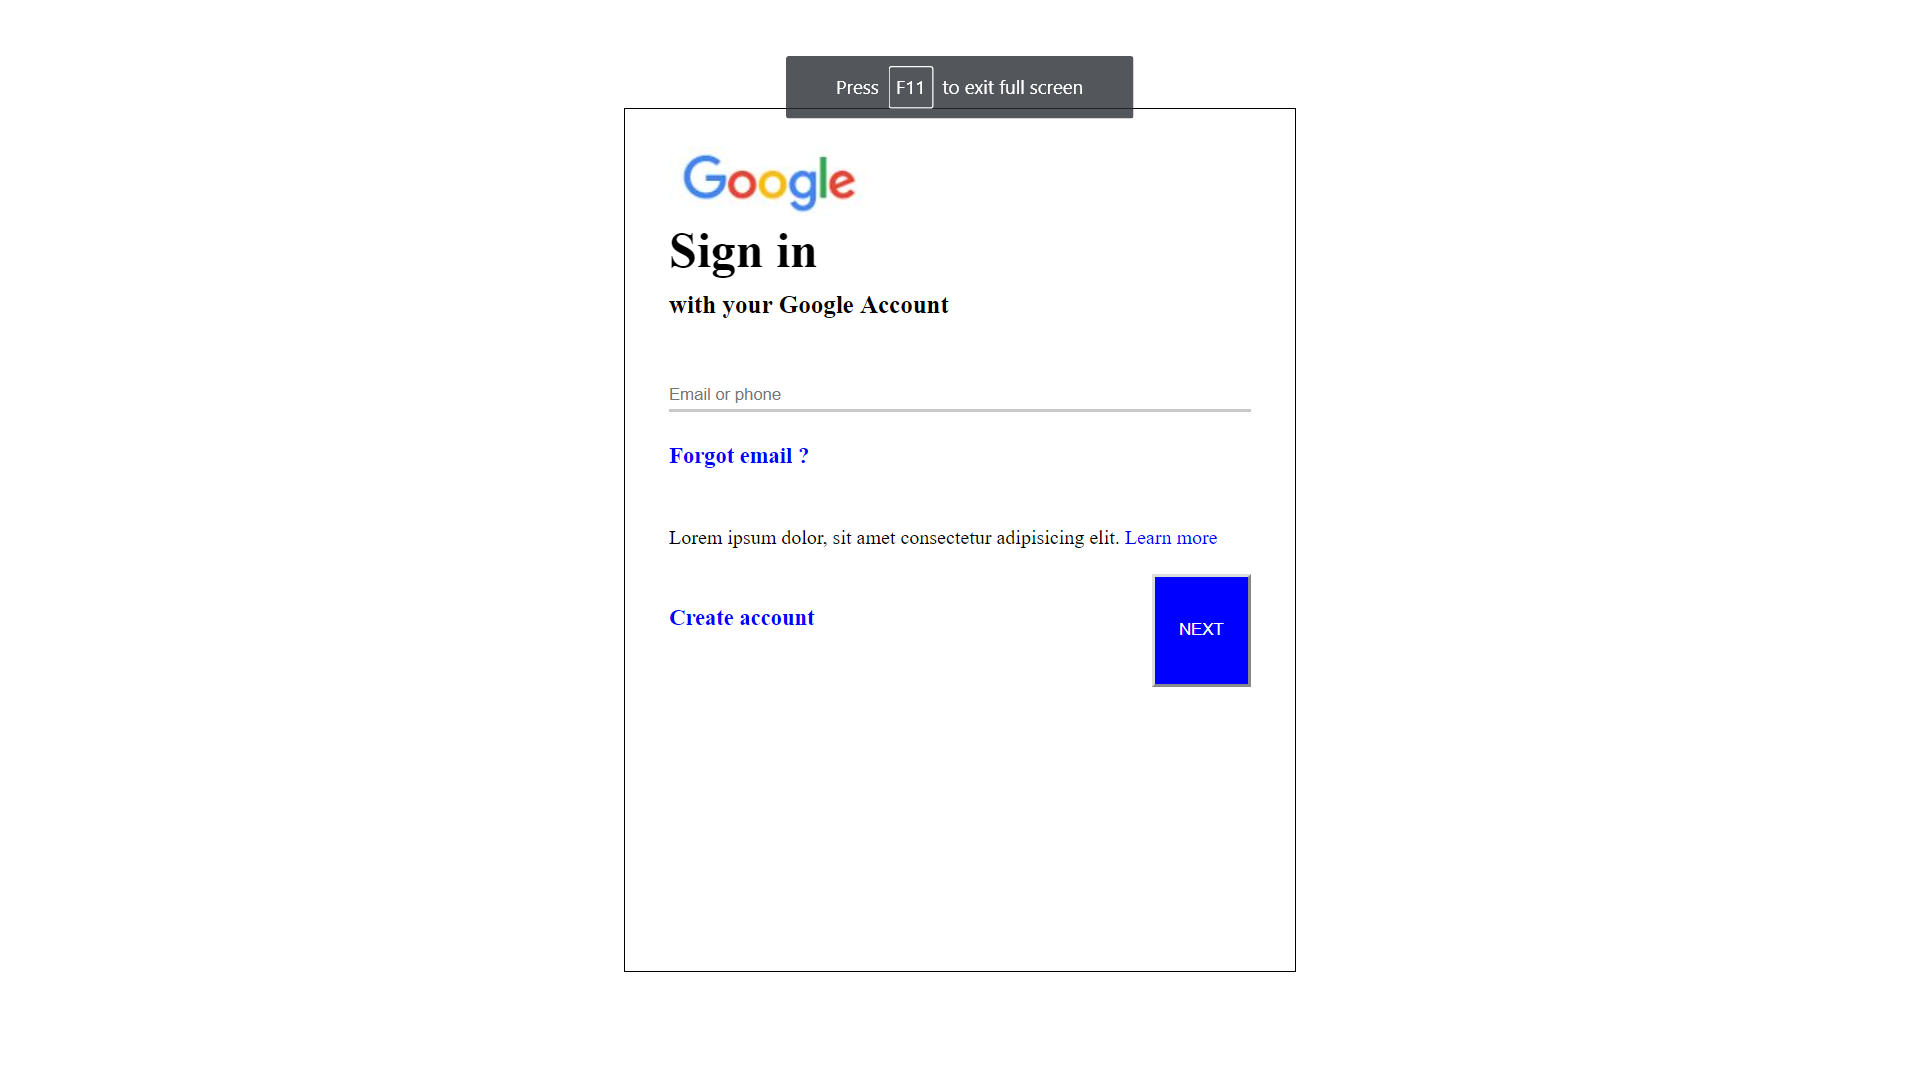 Press F11 to exit full screen
Google
Sign in
with your Google Account
Email or phone
Forgot email ?
Lorem ipsum dolor, sit amet consectetur adipisicing elit. Learn more
Create account
NEXT